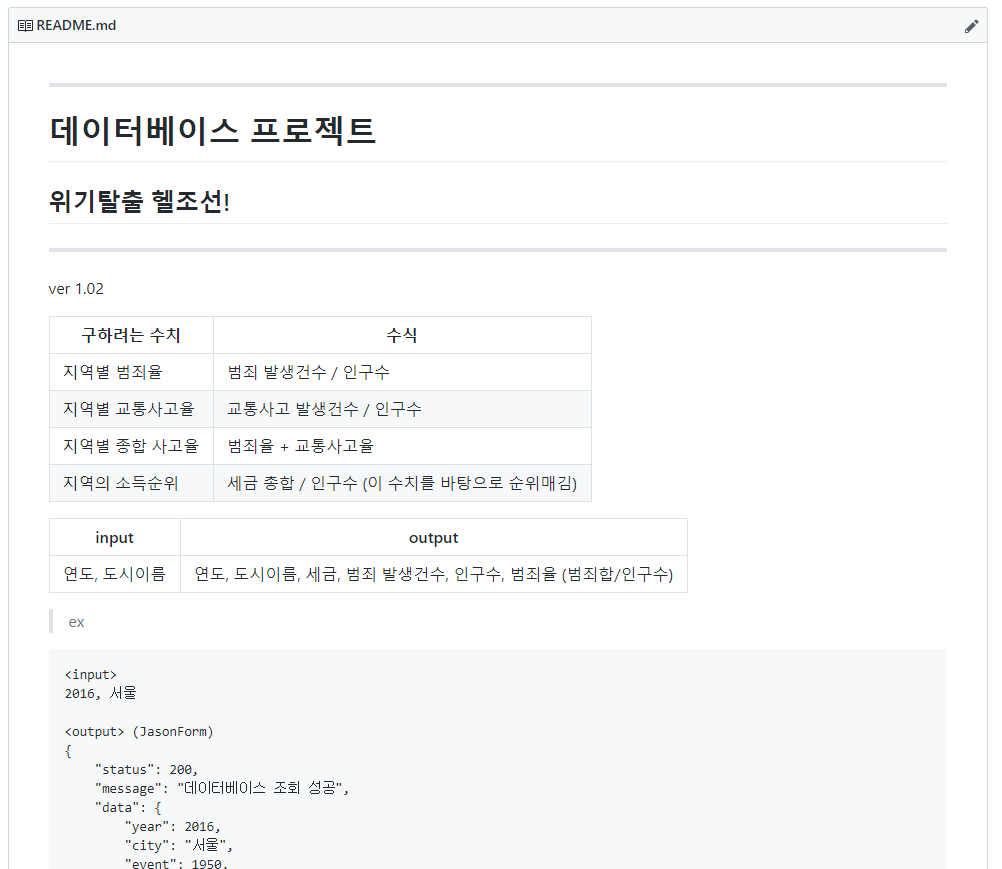 README.md
데이터베이스 프로젝트
위기탈출 헬조선!
ver 1.02
구하려는 수치 수식
지역별 범죄율 범죄 발생건수 / 인구수
지역별 교통사고율 교통사고 발생건수 / 인구수
지역별 종합 사고율 범죄율 + 교통사고율
지역의 소득순위 세금 총합 / 인구수 (이 수치를 바탕으로 순위매김)
input output
연도, 도시이름 연도, 도시이름, 세금, 범죄 발생건수, 인구수, 범죄율 (범죄합/인구수)
ex
<input>
2016, 서울
<output> (JasonForm)
{
"status": 200,
"message": "데이터베이스 조회 성공",
"data": {
"year": 2016,
"city": "서울",
"event": 1950,